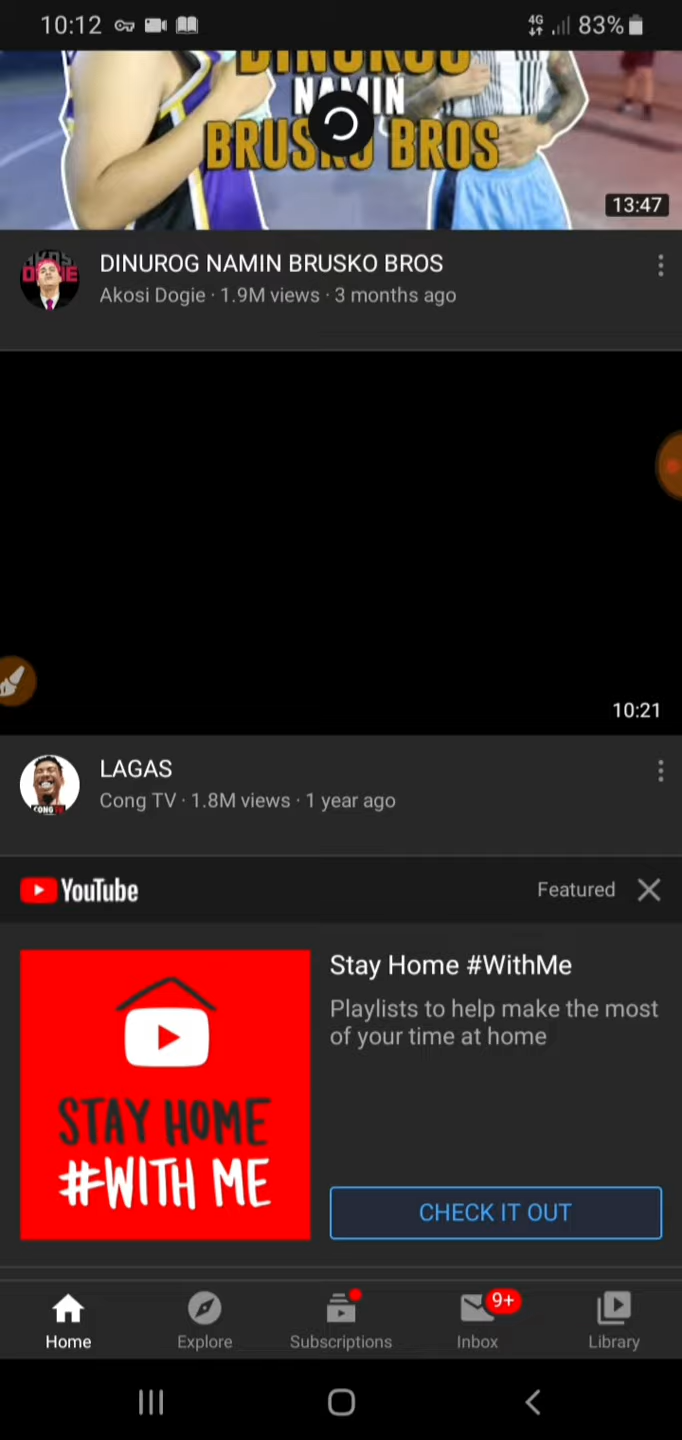 10:12 4G 83%
DINUROG
NAMIN
BRUSKO BROS
13:47
DINUROG NAMIN BRUSKO BROS
Akosi Dogie · 1.9M views · 3 months ago
10:21
LAGAS
Cong TV · 1.8M views · 1 year ago
YouTube Featured
Stay Home #WithMe
Playlists to help make the most
of your time at home
STAY HOME
#WITH ME
CHECK IT OUT
9+
Home Explore Subscriptions Inbox Library